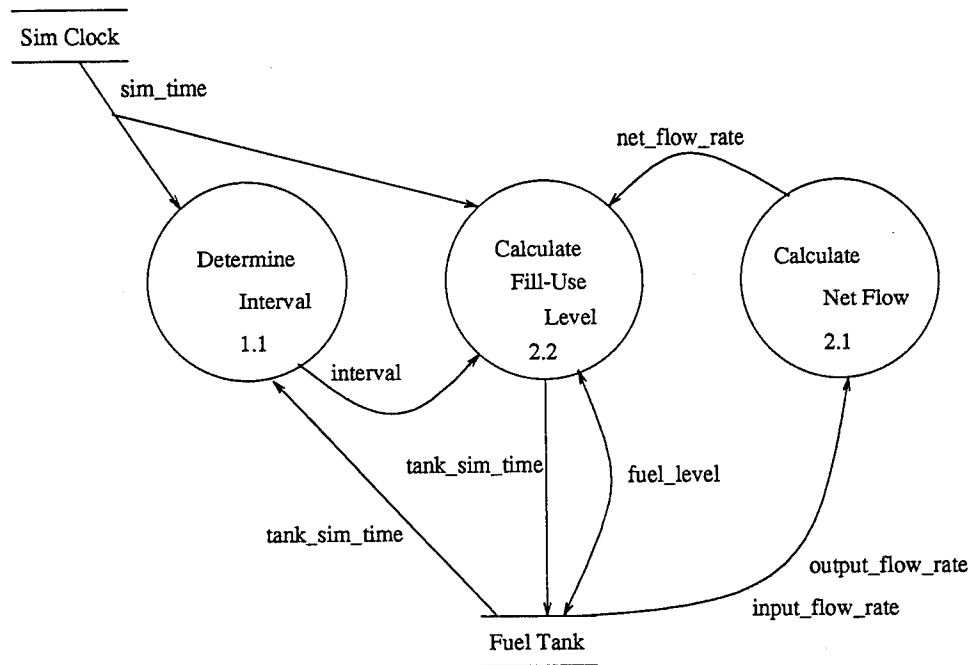 Sim Clock
sim_time
net_flow_rate
Determine
Interval
1.1
Calculate
Fill-Use
Level
2.2
Calculate
Net Flow
2.1
interval
tank_sim_time
fuel_level
tank_sim_time
output_flow_rate
input_flow_rate
Fuel Tank